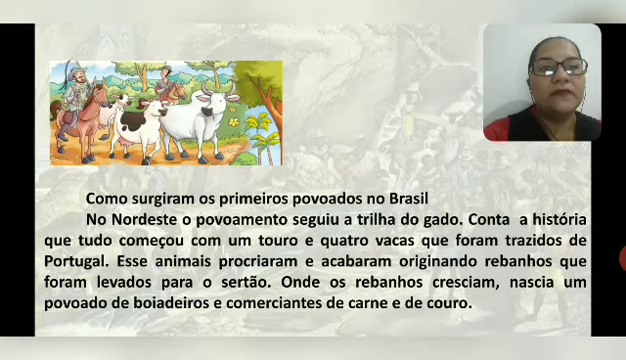 Como surgiram os primeiros povoados no Brasil
No Nordeste o povoamento seguiu a trilha do gado. Conta a história
que tudo começou com um touro e quatro vacas que foram trazidos de
Portugal. Esse animais procriaram e acabaram originando rebanhos que
foram levados para o sertão. Onde os rebanhos cresciam, nascia um
povoado de boiadeiros e comerciantes de carne e de couro.